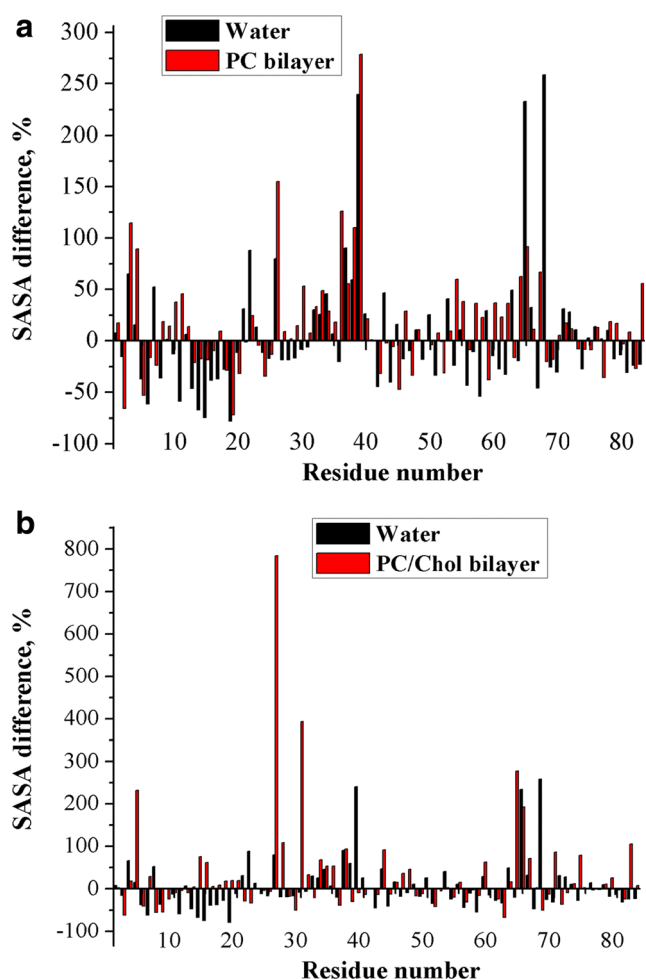 a
Water
PC bilayer
SASA difference, %
300
250
200
150
100
50
0
-50
-100
10 20 30 40 50 60 70 80
Residue number
b
Water
PC/Chol bilayer
SASA difference, %
800
700
600
500
400
300
200
100
0
-100
10 20 30 40 50 60 70 80
Residue number